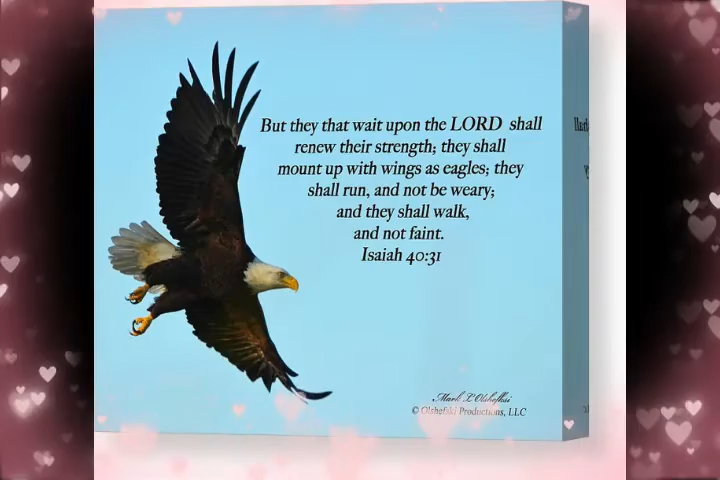 But they that wait upon the LORD shall
renew their strength; they shall
mount up with wings as eagles; they
shall run, and not be weary;
and they shall walk,
and not faint.
Isaiah 40:31
Mark L Olshefksi
© Olshefski Productions, LLC